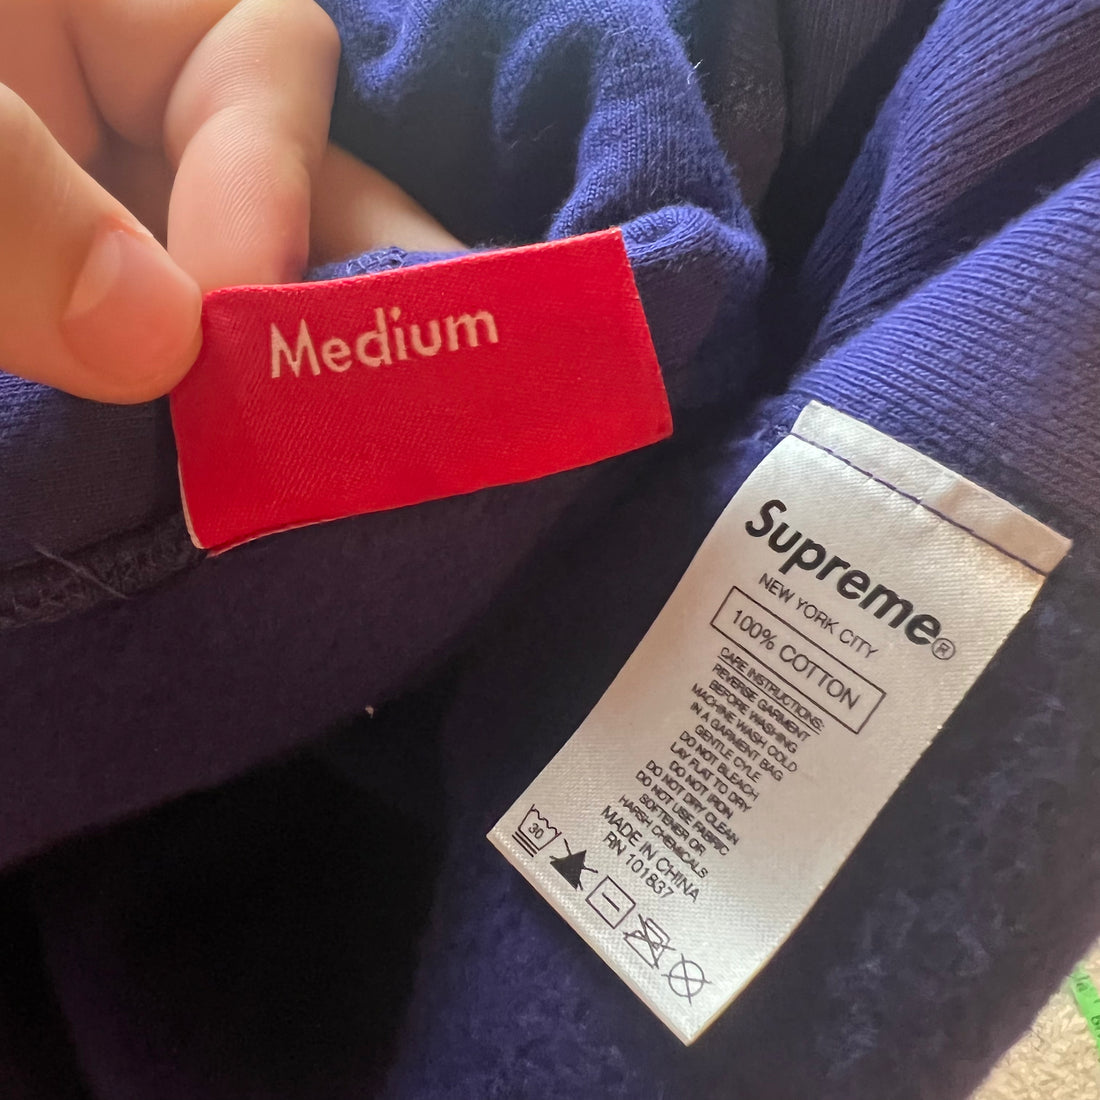 Medium
Supreme®
NEW YORK CITY
100% COTTON
CARE INSTRUCTIONS:
REVERSE GARMENT
BEFORE WASHING
MACHINE WASH COLD
IN A GARMENT BAG
GENTLE CYLE
DO NOT BLEACH
LAY FLAT TO DRY
DO NOT IRON
DO NOT DRY CLEAN
DO NOT USE FABRIC
SOFTENER OR
HARSH CHEMICALS
MADE IN CHINA
RN 101837
30